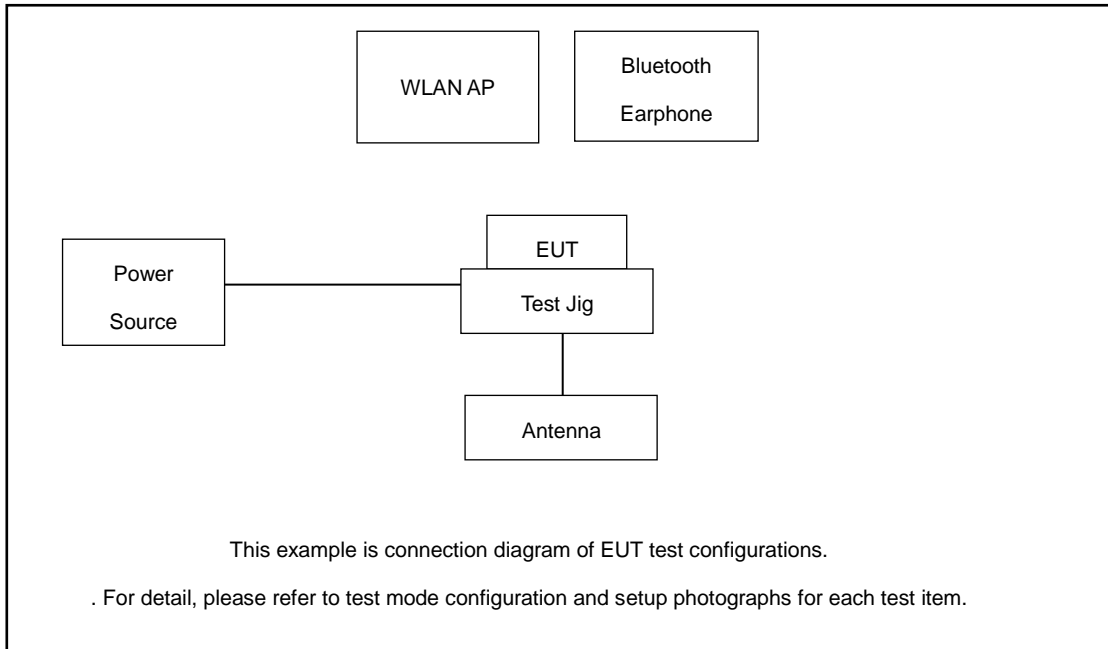 WLAN AP
Bluetooth
Earphone
EUT
Power
Source
Test Jig
Antenna
This example is connection diagram of EUT test configurations.
. For detail, please refer to test mode configuration and setup photographs for each test item.